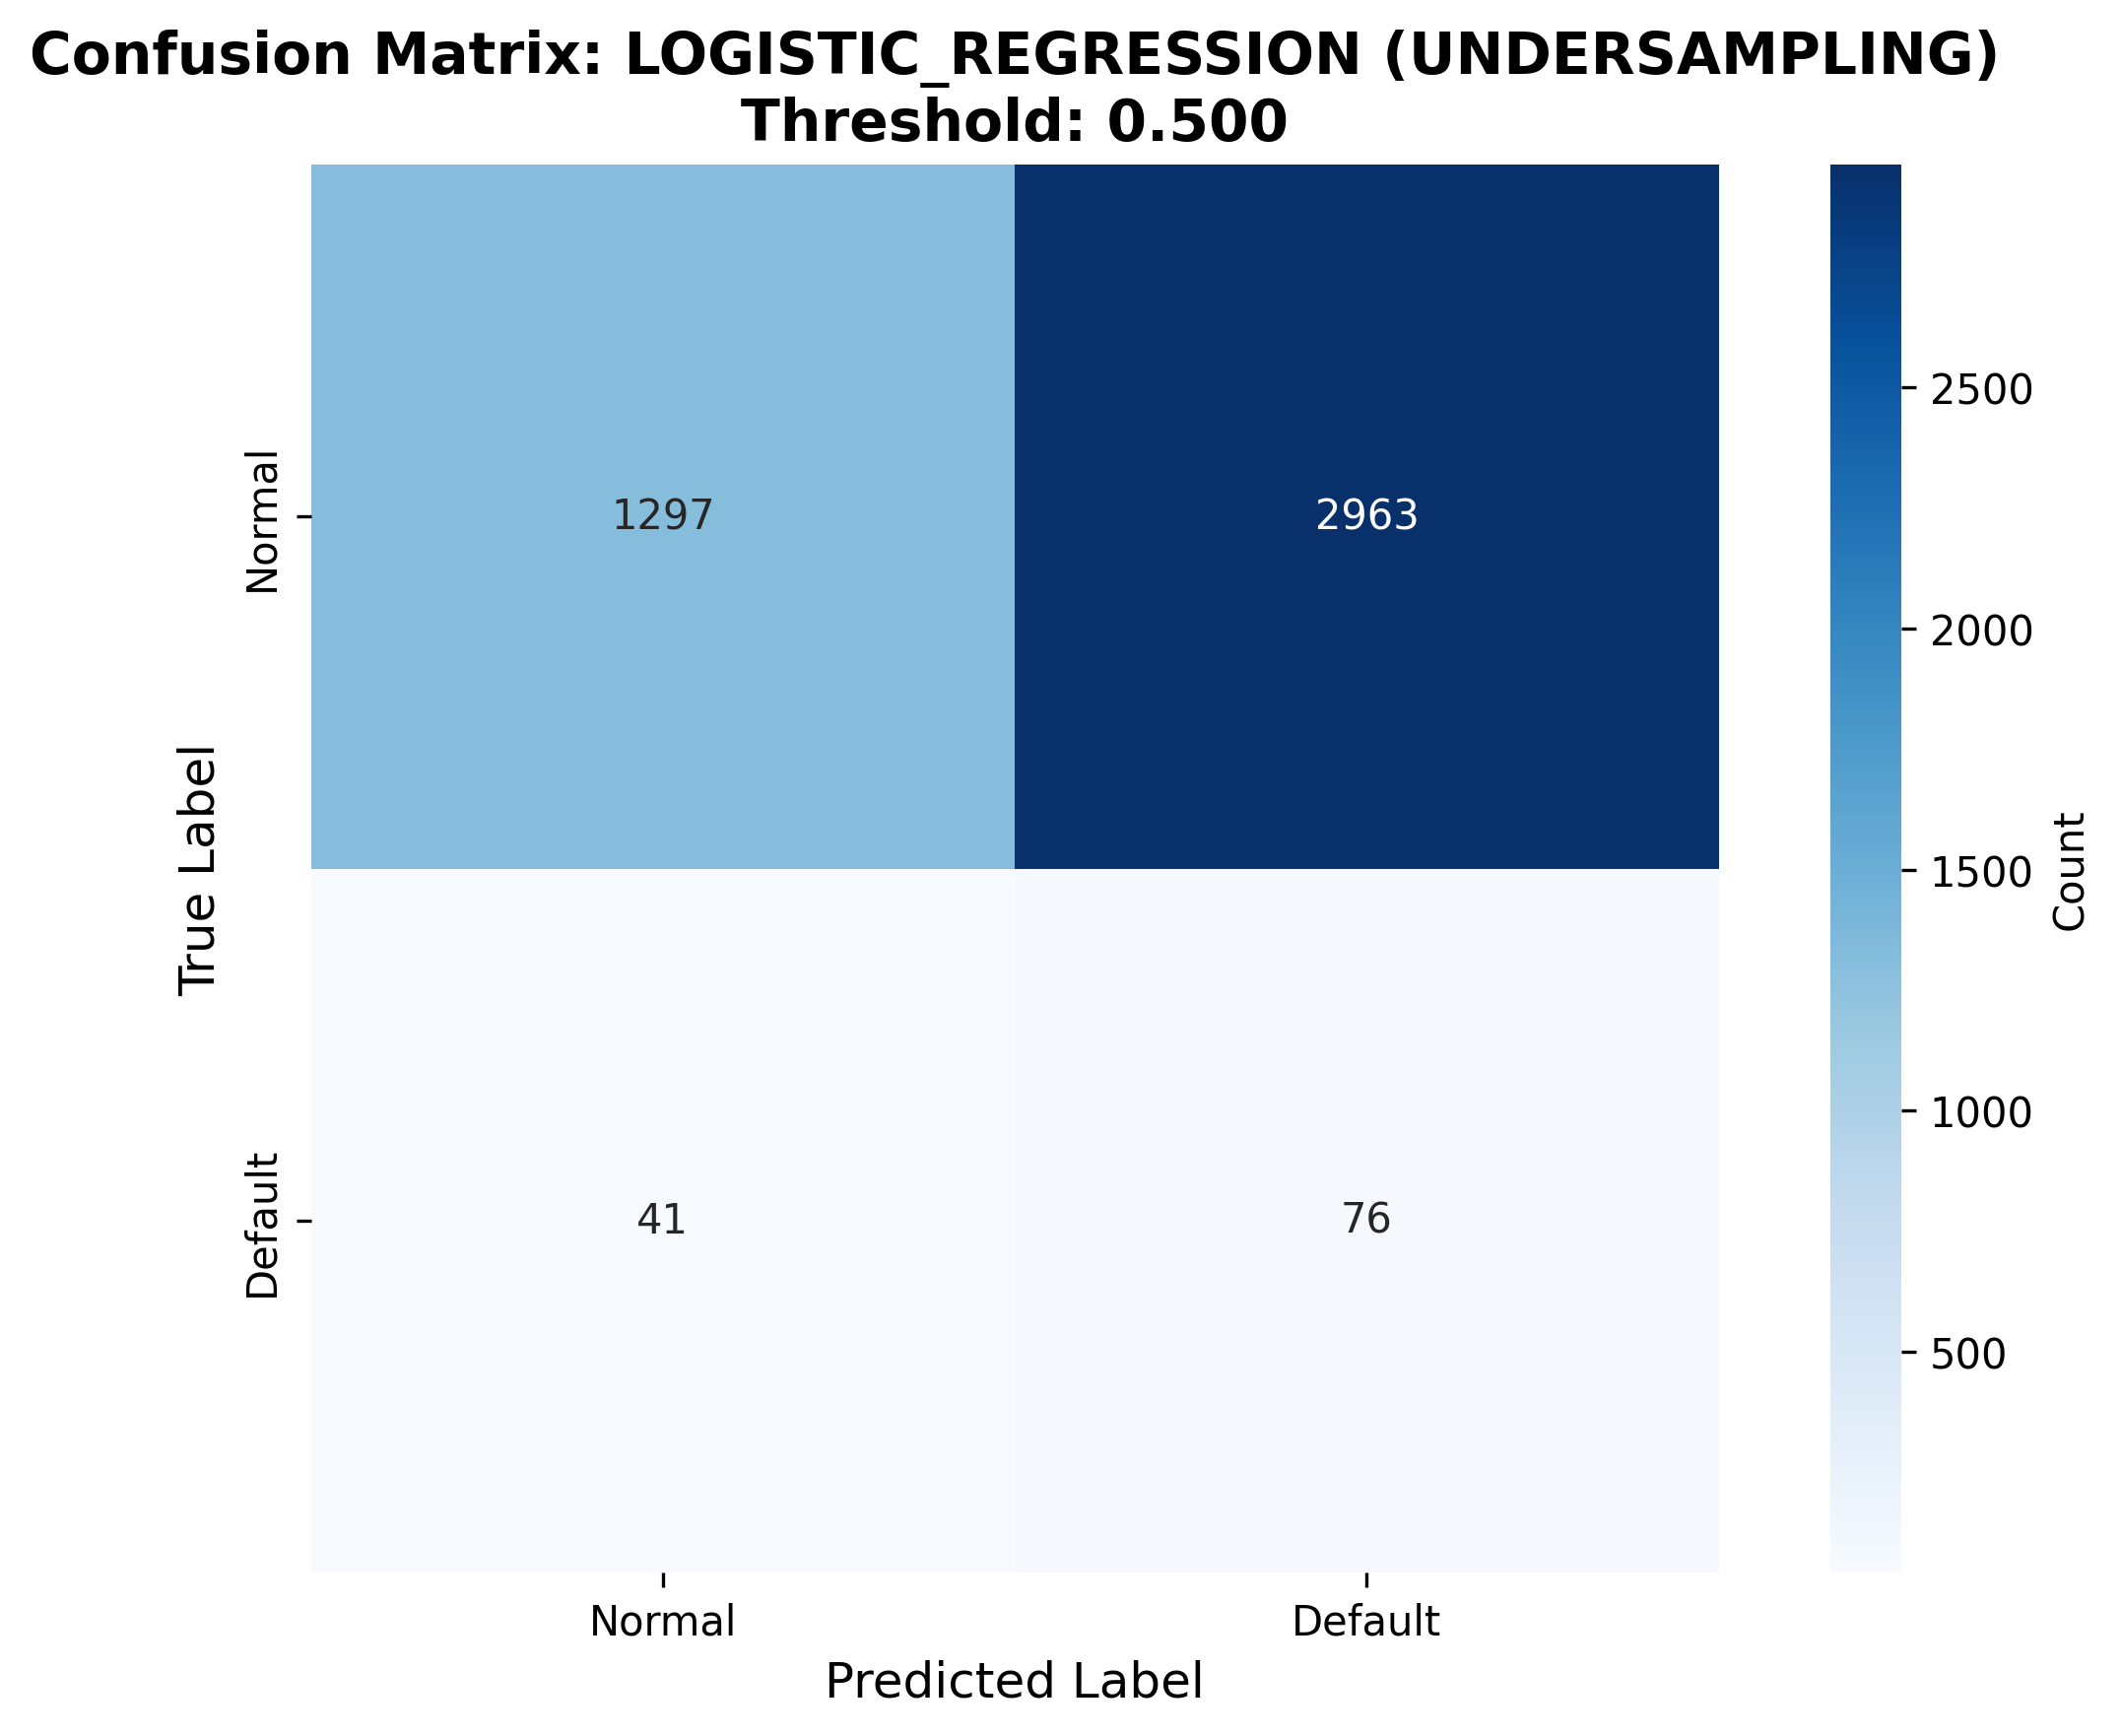 Confusion Matrix: LOGISTIC_REGRESSION (UNDERSAMPLING)
Threshold: 0.500
True Label
Normal
1297
2963
Default
41
76
Normal
Default
Predicted Label
2500
2000
1500
1000
500
Count